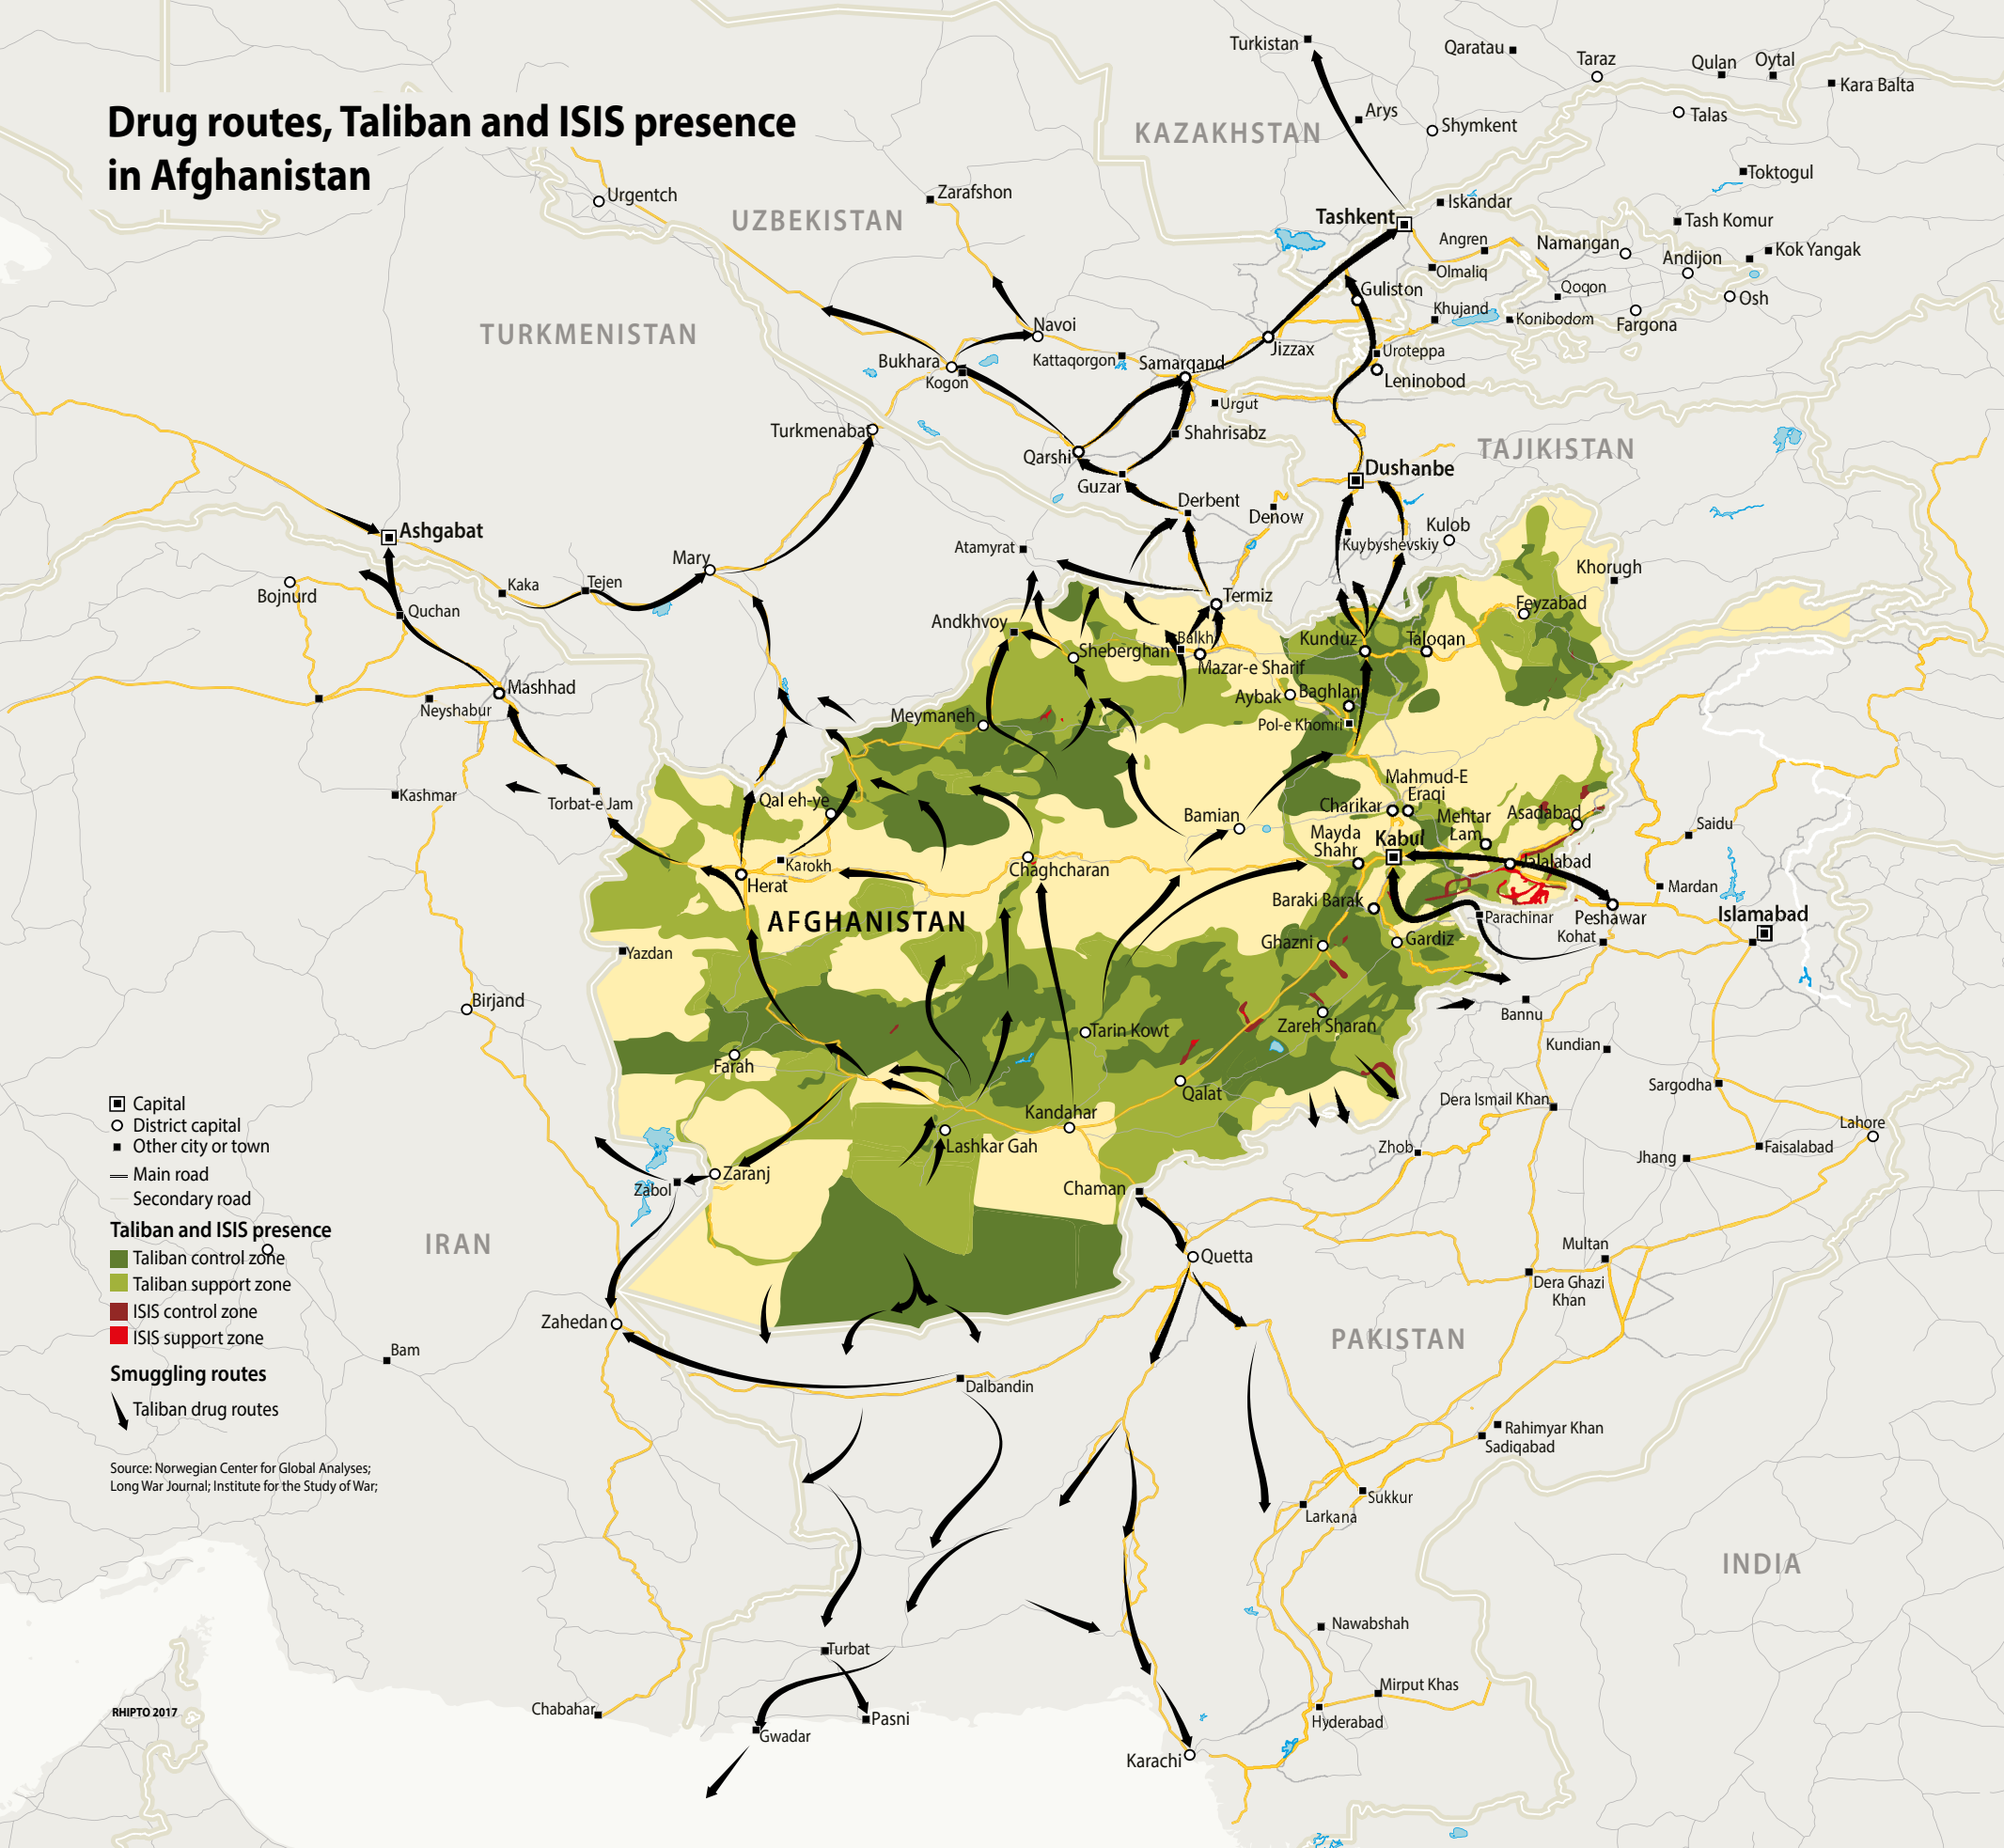 Drug routes, Taliban and ISIS presence
in Afghanistan
Turkistan
Qaratau
Taraz
Qulan
Oytal
Kara Balta
KAZAKHSTAN
Arys
Shymkent
Talas
Toktogul
Urgentch
UZBEKISTAN
Zarafshon
Tashkent
Iskandar
Tash Komur
Angren
Namangan
Andijon
Kok Yangak
Olmaliq
Qoqon
Osh
Guliston
Khujand
Konibodom
Fargona
TURKMENISTAN
Navoi
Jizzax
Uroteppa
Bukhara
Kogon
Kattaqorgon
Samarqand
Leninobod
Urgut
Turkmenabat
Shahrisabz
TAJIKISTAN
Qarshi
Guzar
Dushanbe
Derbent
Denow
Ashgabat
Kulob
Kuybyshevskiy
Atamyrat
Mary
Khorugh
Bojnurd
Kaka
Tejen
Quchan
Termiz
Feyzabad
Andkhvoy
Balkh
Kunduz
Taloqan
Sheberghan
Mazar-e Sharif
Mashhad
Aybak
Baghlan
Neyshabur
Meymaneh
Pol-e Khomri
Kashmar
Torbat-e Jam
Qal eh-ye
Mahmud-E
Eraqi
Charikar
Bamian
Mehtar
Lam
Asadabad
Saidu
Mayda
Shahr
Kabul
Jalalabad
Karokh
Chaghcharan
Herat
Mardan
Baraki Barak
Parachinar
Peshawar
Islamabad
AFGHANISTAN
Ghazni
Gardiz
Kohat
Yazdan
Birjand
Bannu
Tarin Kowt
Zareh Sharan
Kundian
Farah
Sargodha
Qalat
Dera Ismail Khan
Kandahar
Lahore
Lashkar Gah
Zhob
Faisalabad
Jhang
Zaranj
Zabol
Chaman
Capital
District capital
Other city or town
Main road
Secondary road
Taliban and ISIS presence
Taliban control zone
Taliban support zone
ISIS control zone
ISIS support zone
Smuggling routes
Taliban drug routes
IRAN
Quetta
Multan
Dera Ghazi
Khan
Zahedan
PAKISTAN
Bam
Dalbandin
Rahimyar Khan
Sadiqabad
Source: Norwegian Center for Global Analyses;
Long War Journal; Institute for the Study of War;
Sukkur
Larkana
INDIA
Nawabshah
Turbat
Mirput Khas
Chabahar
RHIPTO 2017
Pasni
Hyderabad
Gwadar
Karachi